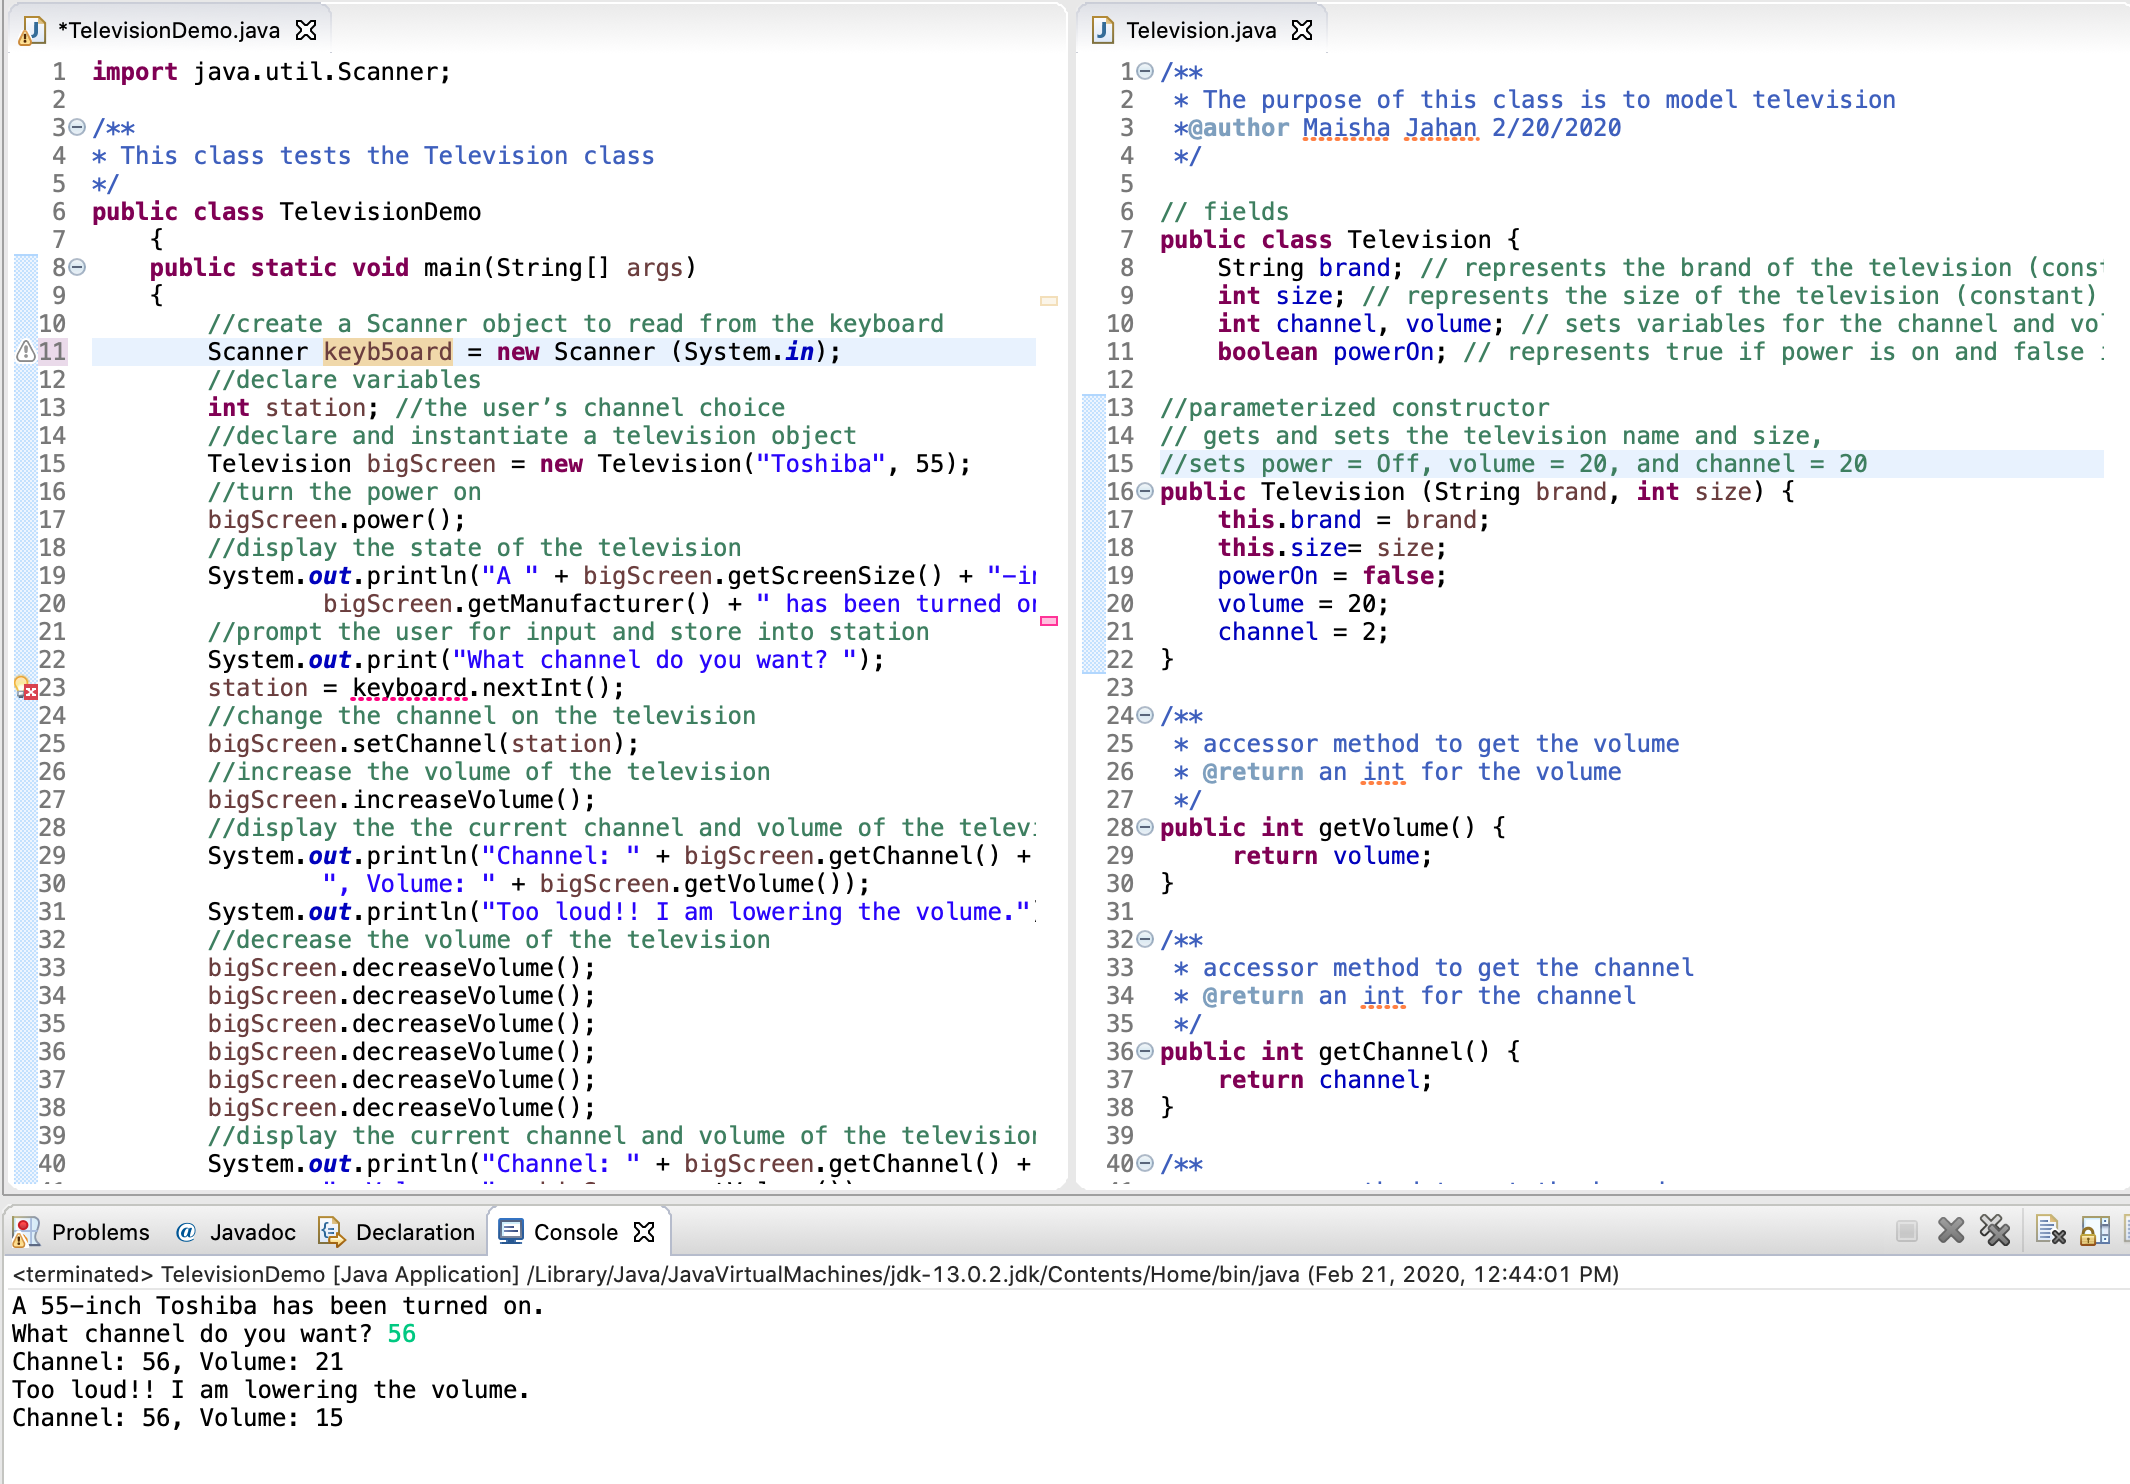 *TelevisionDemo.java
1 import java.util.Scanner;
2
3 /**
4 * This class tests the Television class
5 */
6 public class TelevisionDemo
7 {
8 public static void main(String[] args)
9 {
10 //create a Scanner object to read from the keyboard
11 Scanner keyb5oard = new Scanner (System.in);
12 //declare variables
13 int station; //the user’s channel choice
14 //declare and instantiate a television object
15 Television bigScreen = new Television("Toshiba", 55);
16 //turn the power on
17 bigScreen.power();
18 //display the state of the television
19 System.out.println("A " + bigScreen.getScreenSize() + "-in
20 bigScreen.getManufacturer() + " has been turned on
21 //prompt the user for input and store into station
22 System.out.print("What channel do you want? ");
23 station = keyboard.nextInt();
24 //change the channel on the television
25 bigScreen.setChannel(station);
26 //increase the volume of the television
27 bigScreen.increaseVolume();
28 //display the the current channel and volume of the televi
29 System.out.println("Channel: " + bigScreen.getChannel() +
30 ", Volume: " + bigScreen.getVolume());
31 System.out.println("Too loud!! I am lowering the volume.")
32 //decrease the volume of the television
33 bigScreen.decreaseVolume();
34 bigScreen.decreaseVolume();
35 bigScreen.decreaseVolume();
36 bigScreen.decreaseVolume();
37 bigScreen.decreaseVolume();
38 bigScreen.decreaseVolume();
39 //display the current channel and volume of the television
40 System.out.println("Channel: " + bigScreen.getChannel() +
Television.java
1 /**
2 * The purpose of this class is to model television
3 *@author Maisha Jahan 2/20/2020
4 */
5
6 // fields
7 public class Television {
8 String brand; // represents the brand of the television (const
9 int size; // represents the size of the television (constant)
10 int channel, volume; // sets variables for the channel and vo
11 boolean powerOn; // represents true if power is on and false
12
13 //parameterized constructor
14 // gets and sets the television name and size,
15 //sets power = Off, volume = 20, and channel = 20
16 public Television (String brand, int size) {
17 this.brand = brand;
18 this.size= size;
19 powerOn = false;
20 volume = 20;
21 channel = 2;
22 }
23
24 /**
25 * accessor method to get the volume
26 * @return an int for the volume
27 */
28 public int getVolume() {
29 return volume;
30 }
31
32 /**
33 * accessor method to get the channel
34 * @return an int for the channel
35 */
36 public int getChannel() {
37 return channel;
38 }
39
40 /**
Problems @ Javadoc Declaration Console
<terminated> TelevisionDemo [Java Application] /Library/Java/JavaVirtualMachines/jdk-13.0.2.jdk/Contents/Home/bin/java (Feb 21, 2020, 12:44:01 PM)
A 55-inch Toshiba has been turned on.
What channel do you want? 56
Channel: 56, Volume: 21
Too loud!! I am lowering the volume.
Channel: 56, Volume: 15